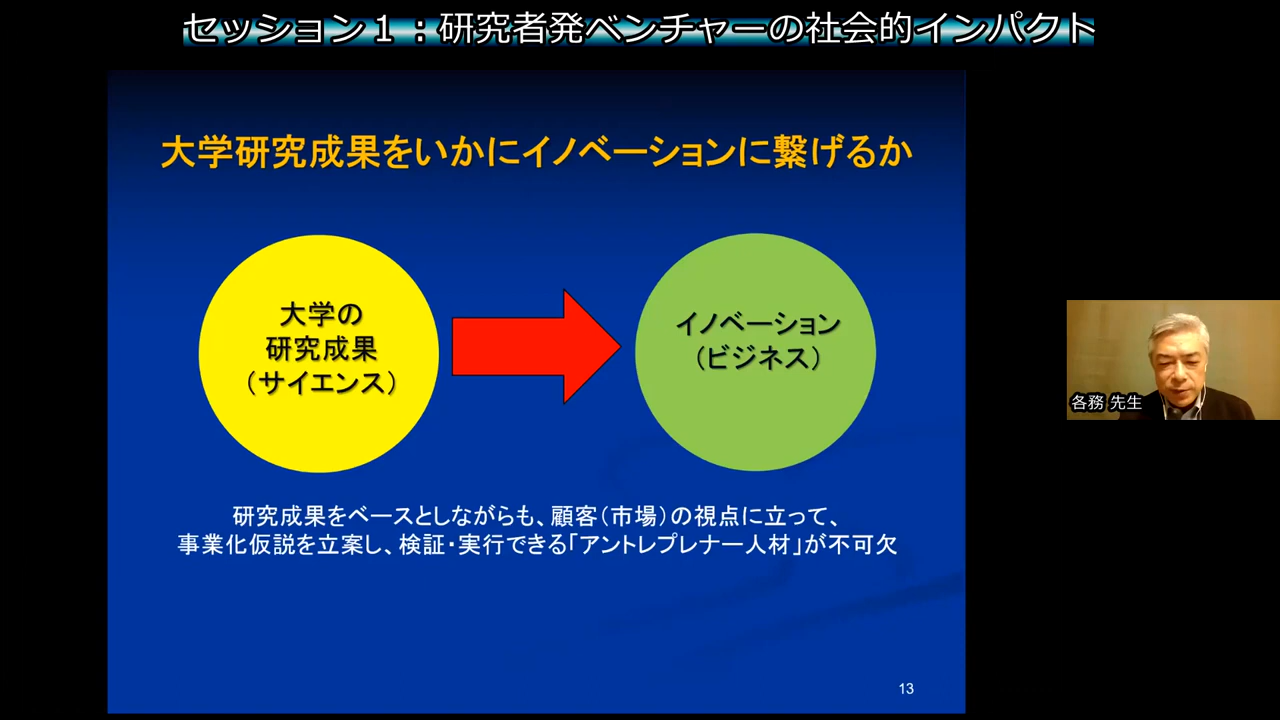 セッション１：研究者発ベンチャーの社会的インパクト
大学研究成果をいかにイノベーションに繋げるか
大学の
研究成果
（サイエンス）
イノベーション
（ビジネス）
研究成果をベースとしながらも、顧客（市場）の視点に立って、
事業化仮説を立案し、検証・実行できる「アントレプレナー人材」が不可欠
各務 先生
13